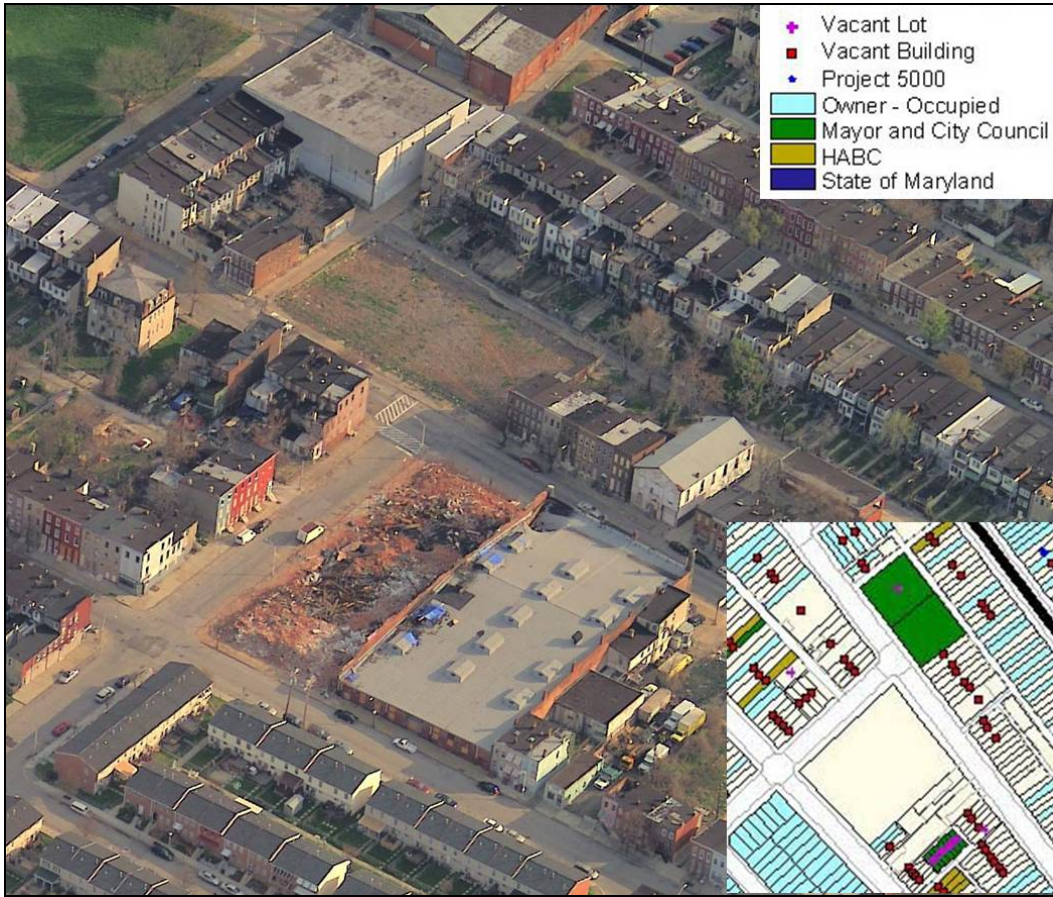 Vacant Lot
Vacant Building
Project 5000
Owner - Occupied
Mayor and City Council
HABC
State of Maryland